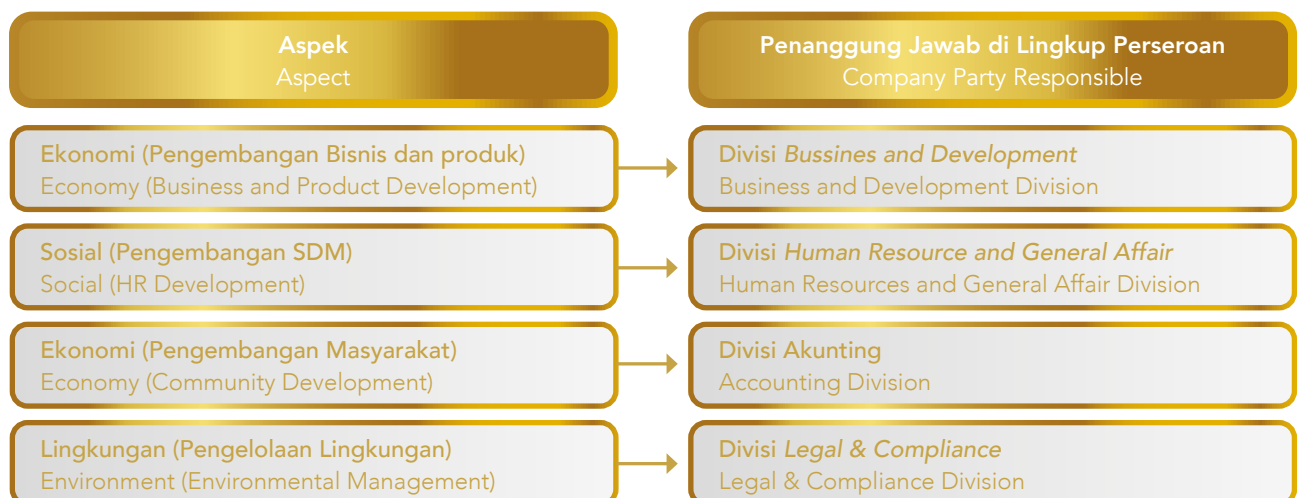 Aspek
Aspect
Penanggung Jawab di Lingkup Perseroan
Company Party Responsible
Ekonomi (Pengembangan Bisnis dan produk)
Economy (Business and Product Development)
Divisi Bussines and Development
Business and Development Division
Sosial (Pengembangan SDM)
Social (HR Development)
Divisi Human Resource and General Affair
Human Resources and General Affair Division
Ekonomi (Pengembangan Masyarakat)
Economy (Community Development)
Divisi Akunting
Accounting Division
Lingkungan (Pengelolaan Lingkungan)
Environment (Environmental Management)
Divisi Legal & Compliance
Legal & Compliance Division